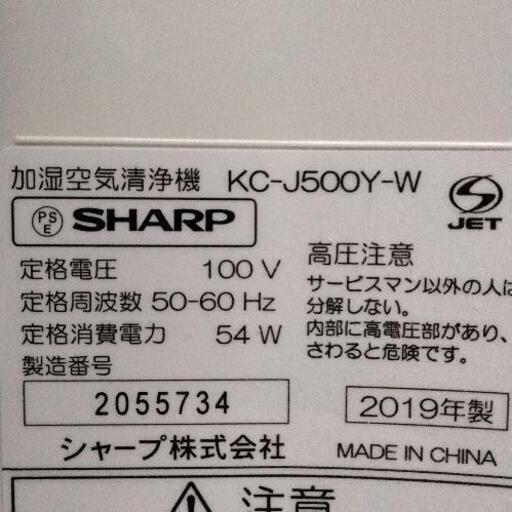 加湿空気清浄機 KC-J500Y-W
PS E SHARP
JET
定格電圧 100 V
定格周波数 50-60 Hz
定格消費電力 54 W
製造番号
2055734
シャープ株式会社
高圧注意
サービスマン以外の人は
分解しない。
内部に高電圧部があり、
さわると危険です。
2019年製
MADE IN CHINA
注意